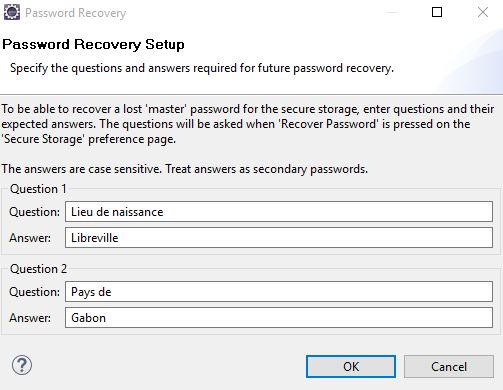 Password Recovery
Password Recovery Setup
Specify the questions and answers required for future password recovery.
To be able to recover a lost 'master' password for the secure storage, enter questions and their
expected answers. The questions will be asked when 'Recover Password' is pressed on the
'Secure Storage' preference page.
The answers are case sensitive. Treat answers as secondary passwords.
Question 1
Question: Lieu de naissance
Answer: Libreville
Question 2
Question: Pays de
Answer: Gabon
? OK Cancel